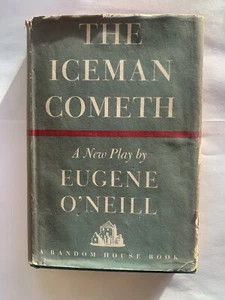 THE
ICEMAN
COMETH
A New Play by
EUGENE
O'NEILL
A RANDOM HOUSE BOOK